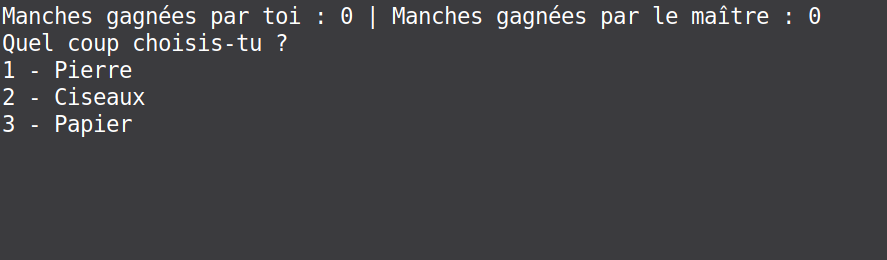 Manches gagnées par toi : 0 | Manches gagnées par le maître : 0
Quel coup choisis-tu ?
1 - Pierre
2 - Ciseaux
3 - Papier